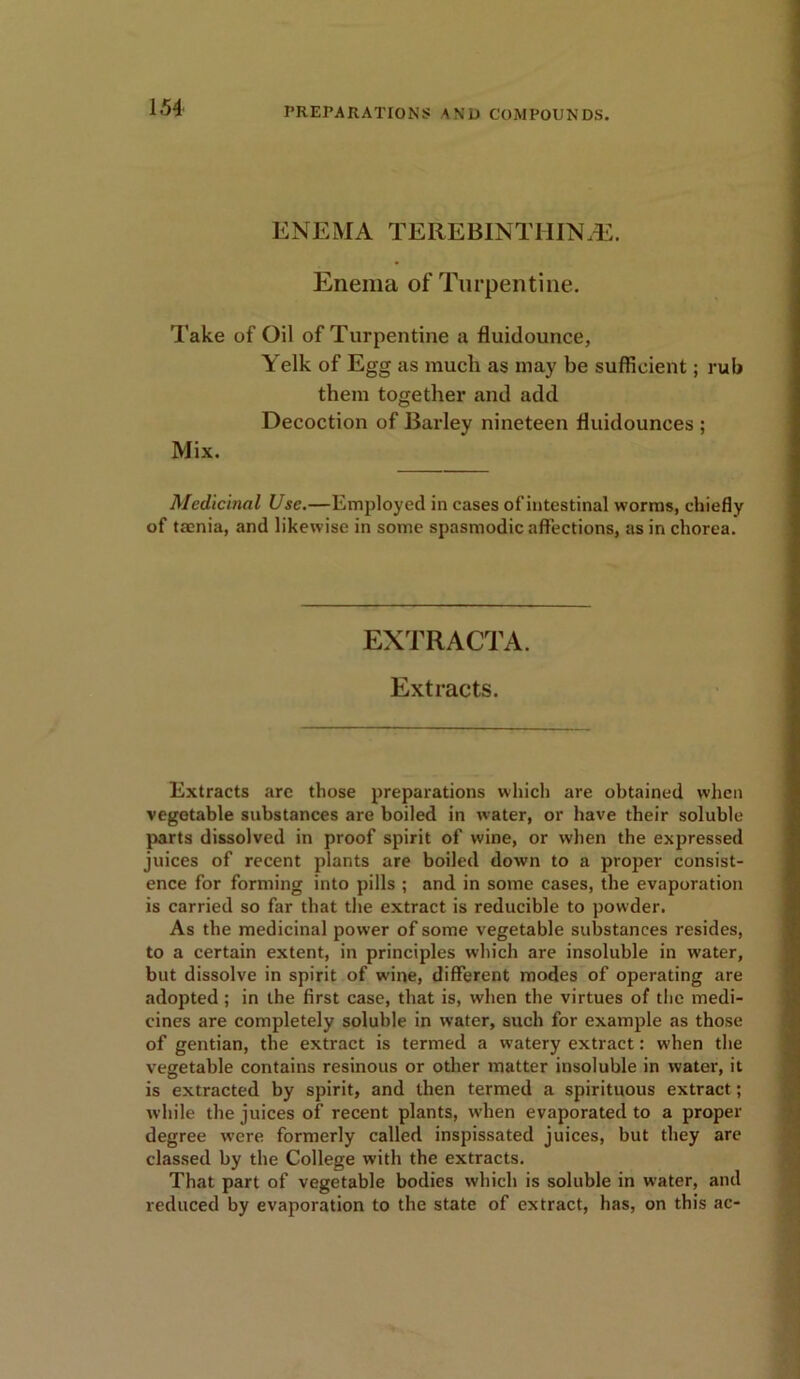 154
PREPARATIONS AND COMPOUNDS.
ENEMA TEREBINTHINÆ.
Enema of Turpentine.
Take of Oil of Turpentine a fluidounce,
Yelk of Egg as much as may be sufficient; rub
them together and add
Decoction of Barley nineteen fluidounces;
Mix.
Medicinal Use.—Employed in cases of intestinal worms, chiefly
of tænia, and likewise in some spasmodic affections, as in chorea.
EXTRACTA.
Extracts.
Extracts are those preparations which are obtained when
vegetable substances are boiled in water, or have their soluble
parts dissolved in proof spirit of wine, or when the expressed
juices of recent plants are boiled down to a proper consist-
ence for forming into pills; and in some cases, the evaporation
is carried so far that the extract is reducible to powder.
As the medicinal power of some vegetable substances resides,
to a certain extent, in principles which are insoluble in water,
but dissolve in spirit of wine, different modes of operating are
adopted; in the first case, that is, when the virtues of the medi-
cines are completely soluble in water, such for example as those
of gentian, the extract is termed a watery extract: when the
vegetable contains resinous or other matter insoluble in water, it
is extracted by spirit, and then termed a spirituous extract;
while the juices of recent plants, when evaporated to a proper
degree were formerly called inspissated juices, but they are
classed by the College with the extracts.
That part of vegetable bodies which is soluble in water, and
reduced by evaporation to the state of extract, has, on this ac-